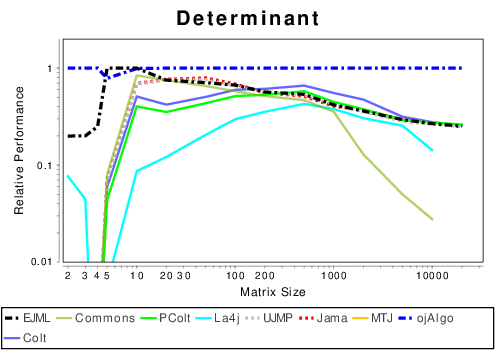 Determinant
Relative Performance
1
0.1
0.01
2 3 4 5 10 20 30 100 200 1000 10000
Matrix Size
EJML Commons PColt La4j UJMP Jama MTJ ojAlgo
Colt